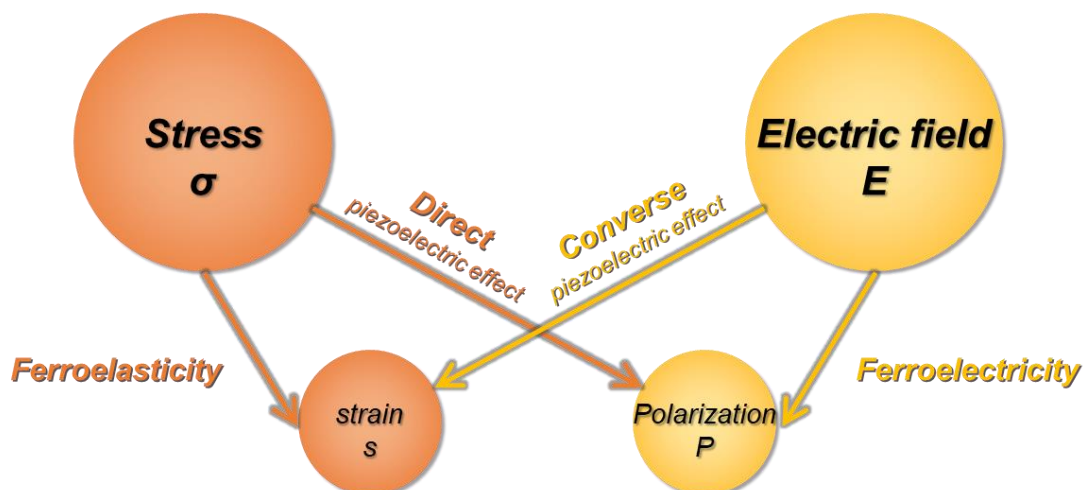 Stress
σ
Electric field
E
Direct
piezoelectric effect
Converse
piezoelectric effect
Ferroelasticity
Ferroelectricity
strain
s
Polarization
P